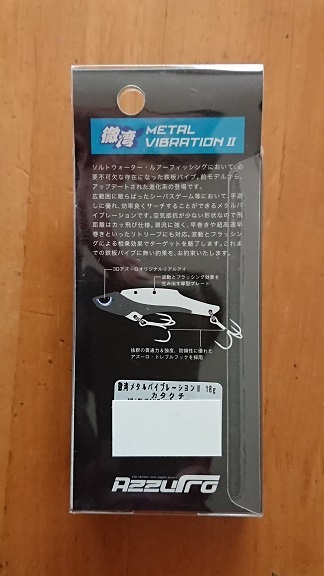 徹湾 METAL
VIBRATION II
ソルトウォーター・ルアーフィッシングにおいて、必
要不可欠な存在になった鉄板バイブ。前モデルから、
アップデートされた進化系の登場です。
広範囲に散らばったシーバスゲーム等において、手返
しに優れ、効率良くサーチすることができるメタルバ
イブレーションです。空気抵抗が少ない形状なので飛
距離はカッ飛び仕様。潮流に強く、早巻きや超高速早
巻きといったリトリーブにも対応。波動とフラッシン
グによる相乗効果でターゲットを魅了します。これま
での鉄板バイブに無い釣果を、お約束いたします。
3Dアズーロオリジナルリアルアイ
波動とフラッシング効果を
生み出す厚型ブレード
抜群の貫通力&強度、防錆性に優れた
アズーロ・トレブルフックを採用
徹湾メタルバイブレーションII 18g
カタクチ
AZZURRO